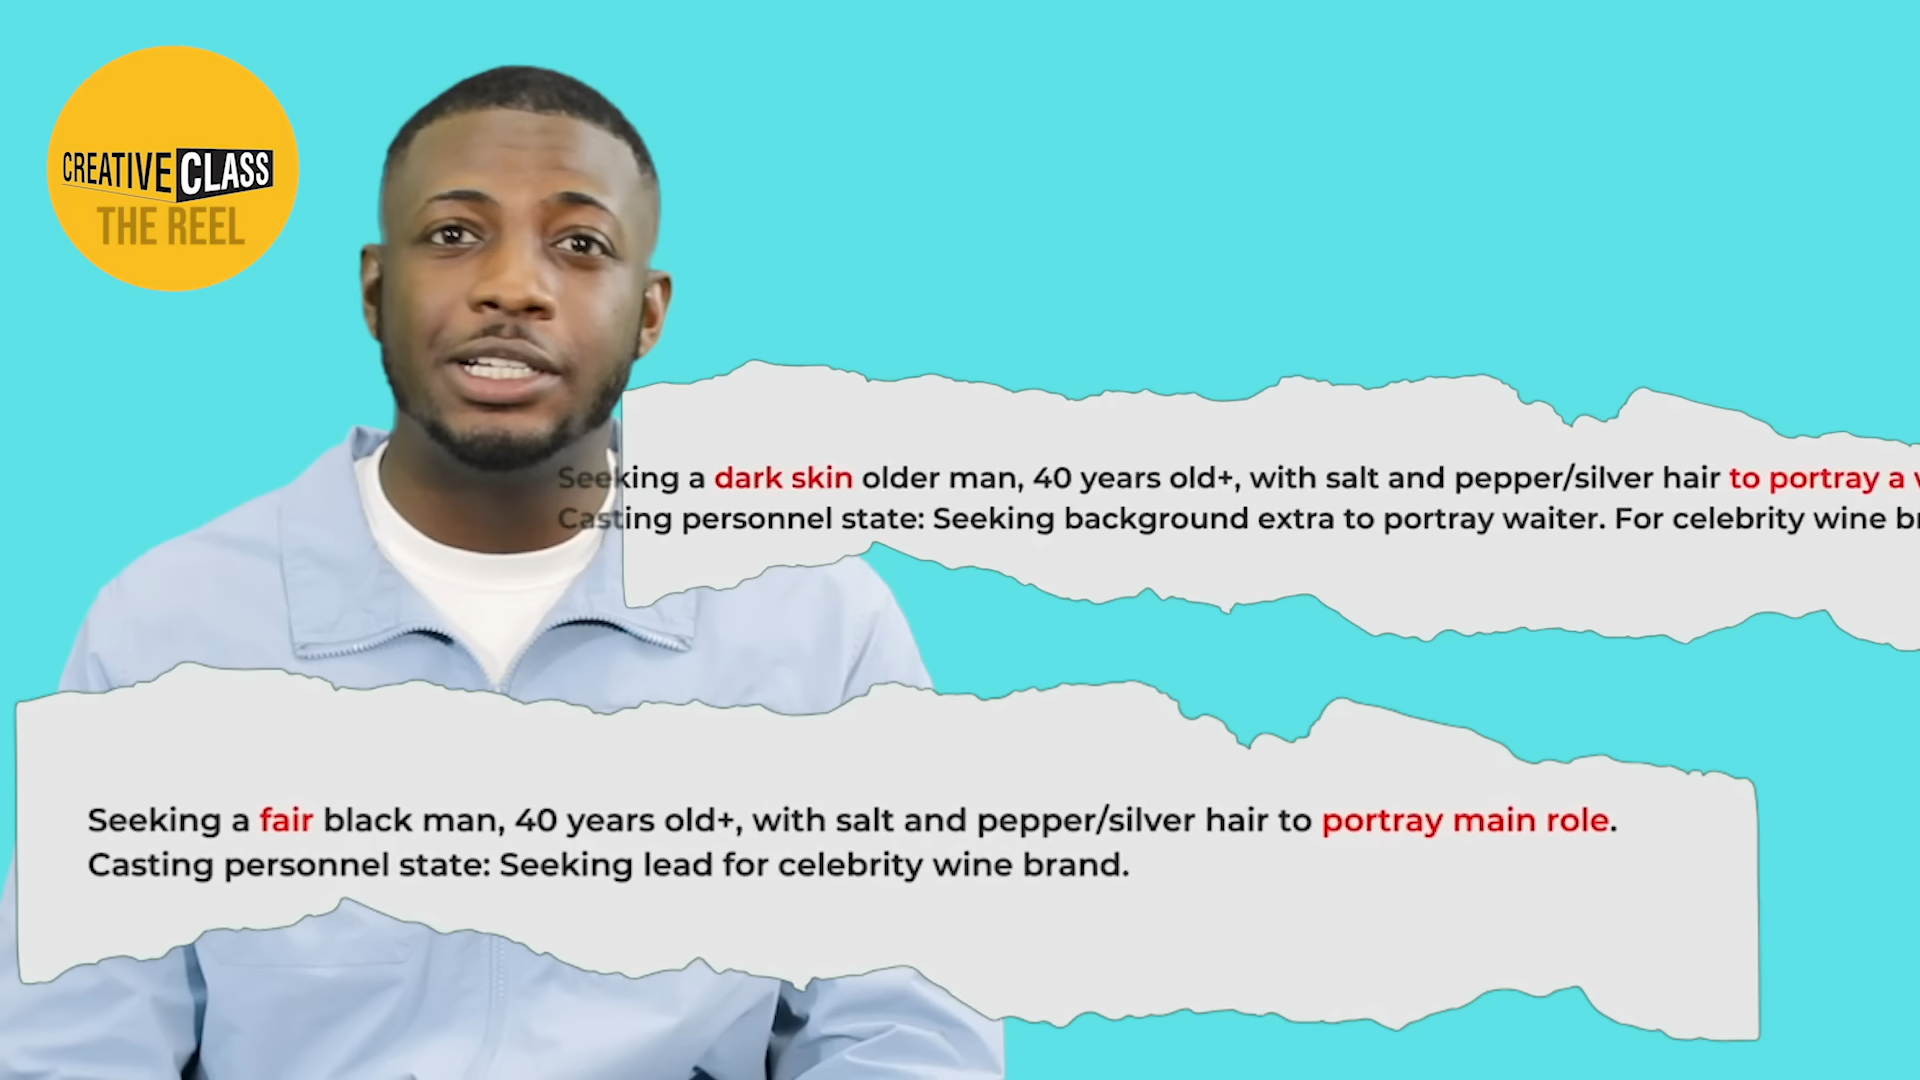 CREATIVE CLASS
THE REEL
Seeking a dark skin older man, 40 years old+, with salt and pepper/silver hair to portray a
Casting personnel state: Seeking background extra to portray waiter. For celebrity wine
Seeking a fair black man, 40 years old+, with salt and pepper/silver hair to portray main role.
Casting personnel state: Seeking lead for celebrity wine brand.